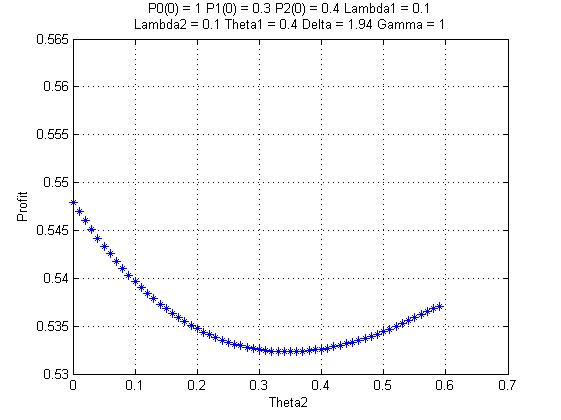 P0(0) = 1 P1(0) = 0.3 P2(0) = 0.4 Lambda1 = 0.1
Lambda2 = 0.1 Theta1 = 0.4 Delta = 1.94 Gamma = 1
0.565
0.56
0.555
0.55
0.545
0.54
0.535
0.53
Profit
0 0.1 0.2 0.3 0.4 0.5 0.6 0.7
Theta2